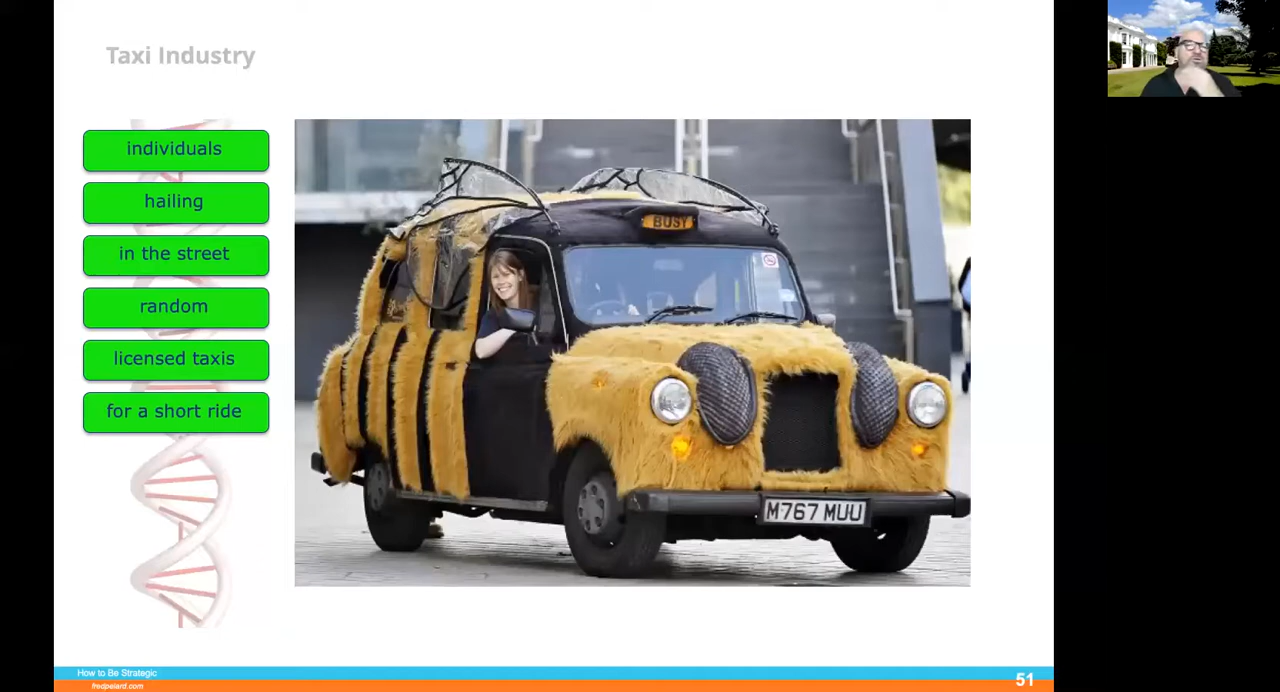 Taxi Industry
individuals
hailing
in the street
random
licensed taxis
for a short ride
BUSY
M767 MUU
How to Be Strategic
fredpelard.com
51